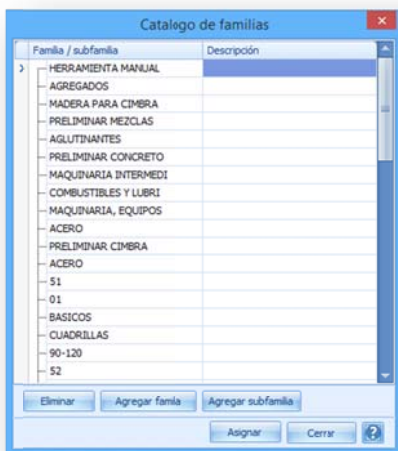 Catalogo de familias
Familia / subfamilia Descripción
HERRAMIENTA MANUAL
AGREGADOS
MADERA PARA CIMBRA
PRELIMINAR MEZCLAS
AGLUTINANTES
PRELIMINAR CONCRETO
MAQUINARIA INTERMEDI
COMBUSTIBLES Y LUBRI
MAQUINARIA, EQUIPOS
ACERO
PRELIMINAR CIMBRA
ACERO
51
01
BASICOS
CUADRILLAS
90-120
52
Eliminar Agregar famla Agregar subfamilia
Asignar Cerrar ?